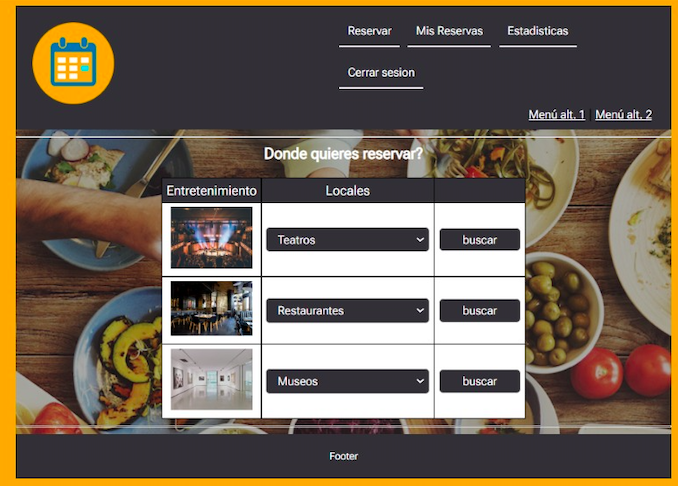 Reservar Mis Reservas Estadisticas
Cerrar sesion
Menú alt. 1 | Menú alt. 2
Donde quieres reservar?
Entretenimiento Locales
Teatros buscar
Restaurantes buscar
Museos buscar
Footer